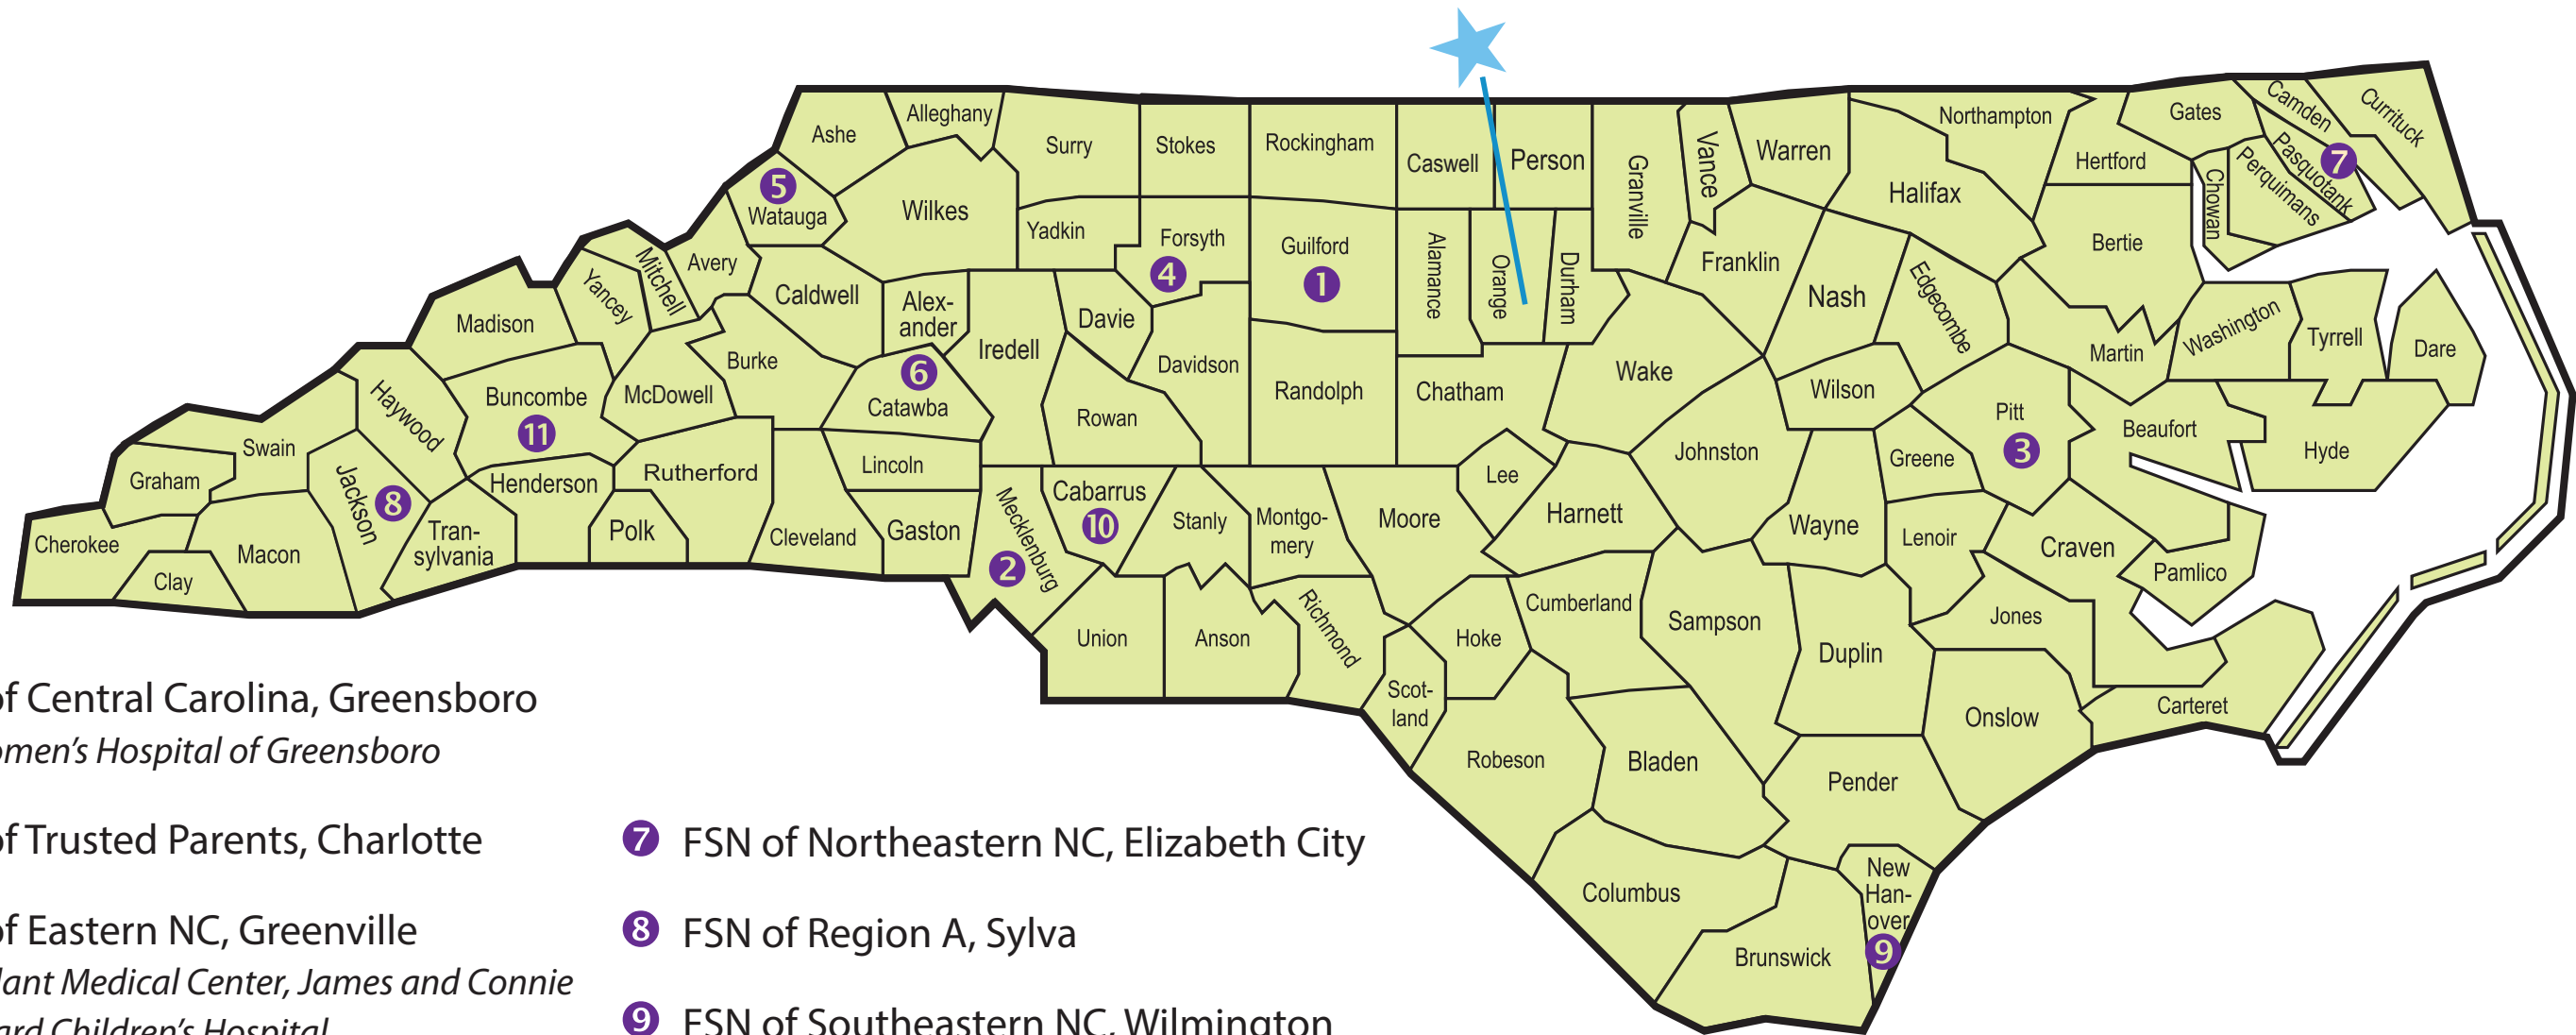 Ashe
Alleghany
Surry
Stokes
Rockingham
Caswell
Person
Granville
Vance
Warren
Northampton
Gates
Camden
Currituck
Hertford
Pasquotank
7
Perquimans
Chowan
Halifax
5
Watauga
Wilkes
Yadkin
Forsyth
4
Guilford
1
Alamance
Orange
Durham
Franklin
Nash
Edgecombe
Bertie
Mitchell
Avery
Yancey
Caldwell
Alex-
ander
Iredell
Davie
Madison
Burke
Davidson
Randolph
Chatham
Wake
Wilson
Martin
Washington
Tyrrell
Dare
6
Catawba
Buncombe
11
McDowell
Haywood
Rowan
Johnston
Greene
Pitt
3
Beaufort
Hyde
Swain
Graham
Jackson
8
Henderson
Rutherford
Lincoln
Lee
Cherokee
Macon
Clay
Tran-
sylvania
Polk
Cleveland
Gaston
Mecklenburg
2
Cabarrus
10
Stanly
Montgo-
mery
Moore
Harnett
Wayne
Lenoir
Craven
Pamlico
Union
Anson
Richmond
Hoke
Cumberland
Sampson
Duplin
Jones
Scot-
land
Robeson
Bladen
Onslow
Carteret
Pender
Columbus
Brunswick
New
Han-
over
9
of Central Carolina, Greensboro
omen's Hospital of Greensboro
of Trusted Parents, Charlotte
of Eastern NC, Greenville
lant Medical Center, James and Connie
ard Children's Hospital
7 FSN of Northeastern NC, Elizabeth City
8 FSN of Region A, Sylva
9 FSN of Southeastern NC, Wilmington